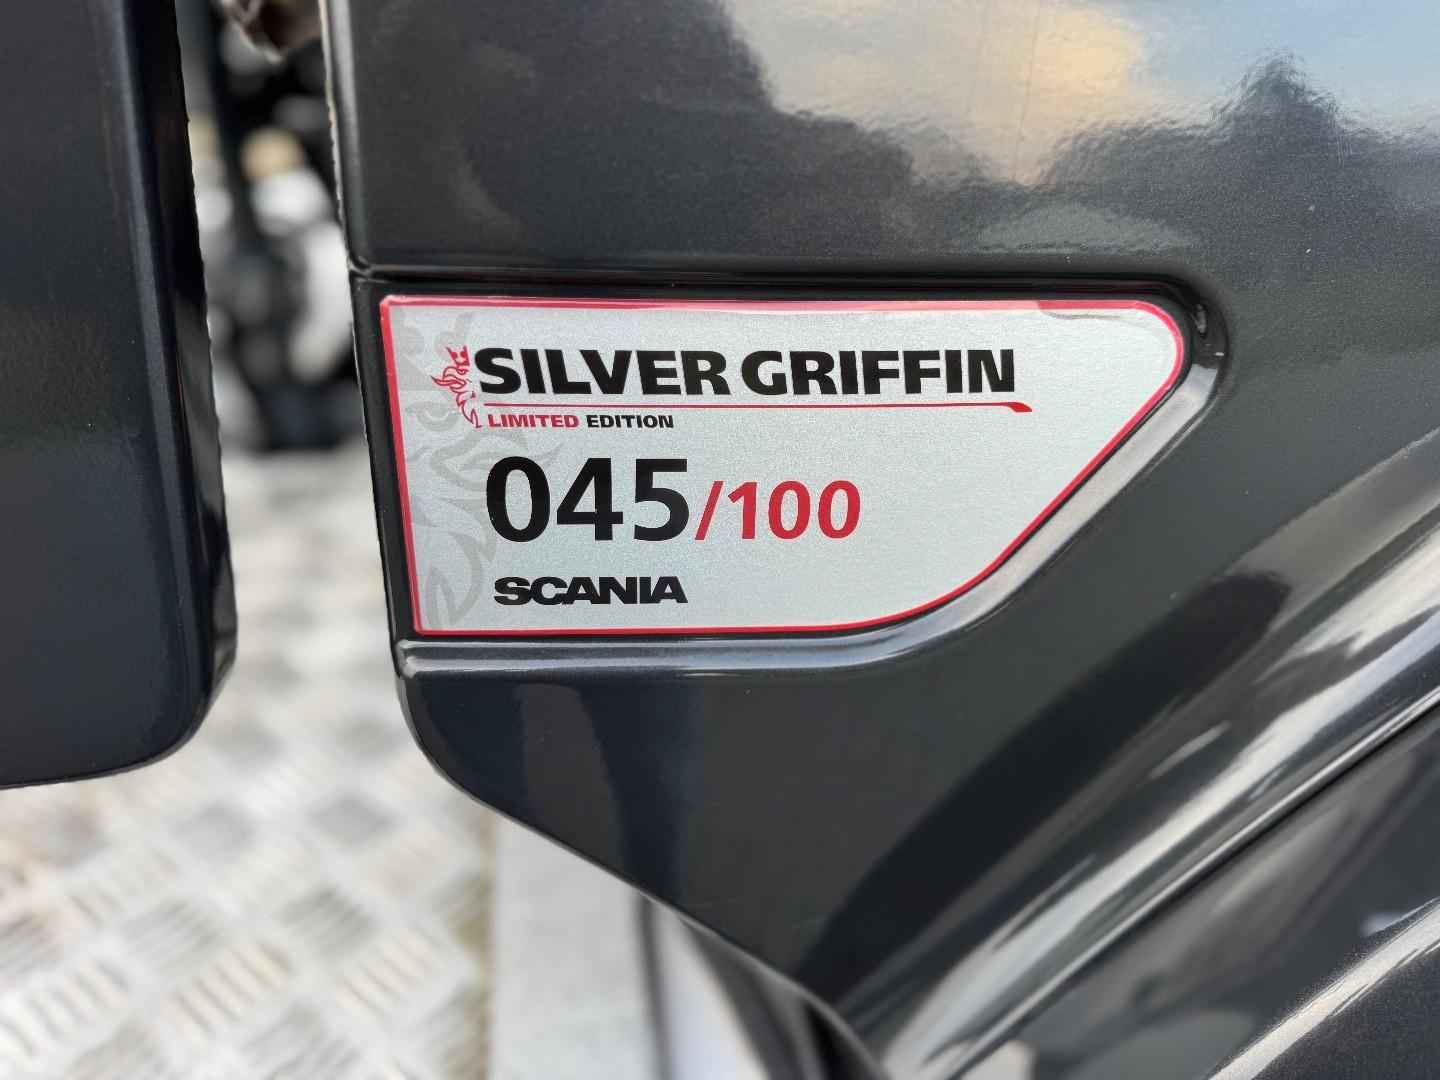 SILVER GRIFFIN
LIMITED EDITION
045/100
SCANIA